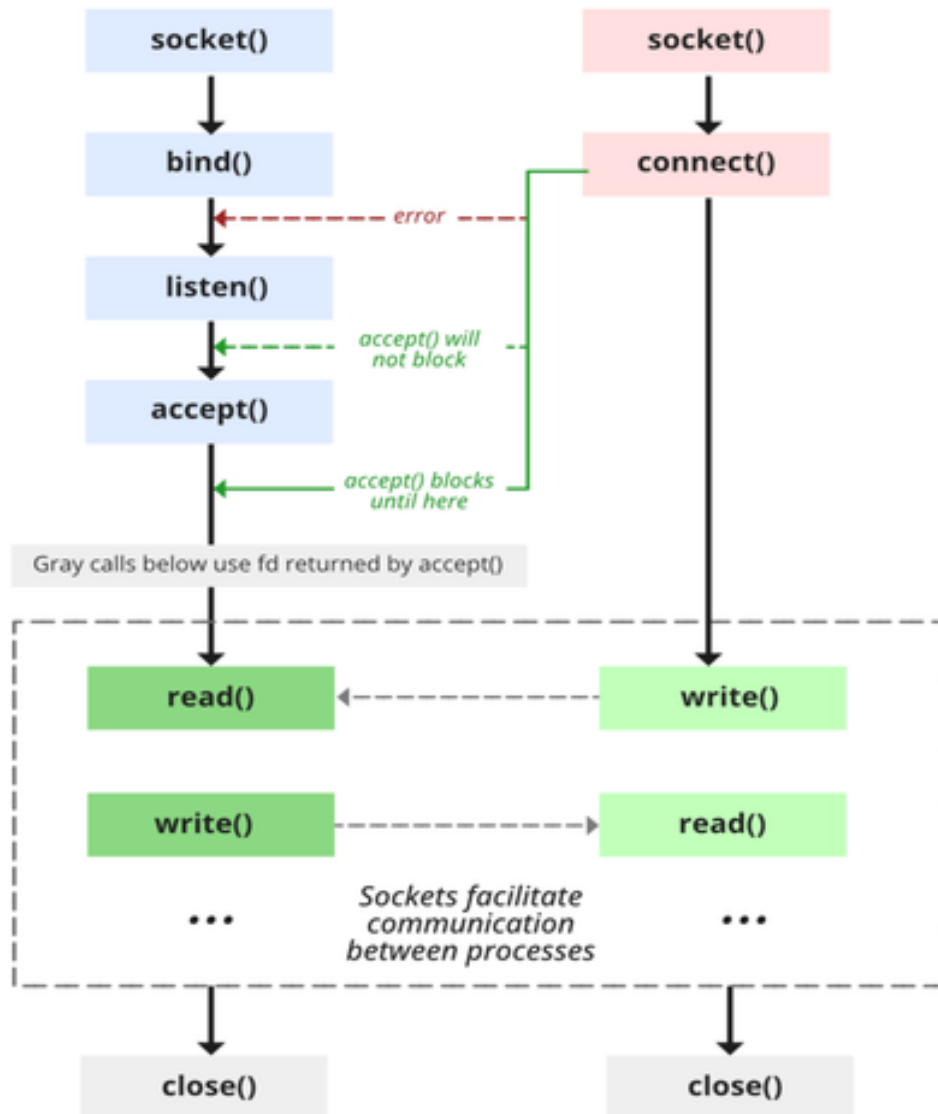 socket()
socket()
bind()
connect()
error
listen()
accept() will
not block
accept()
accept() blocks
until here
Gray calls below use fd returned by accept()
read()
write()
write()
read()
...
Sockets facilitate
communication
between processes
...
close()
close()